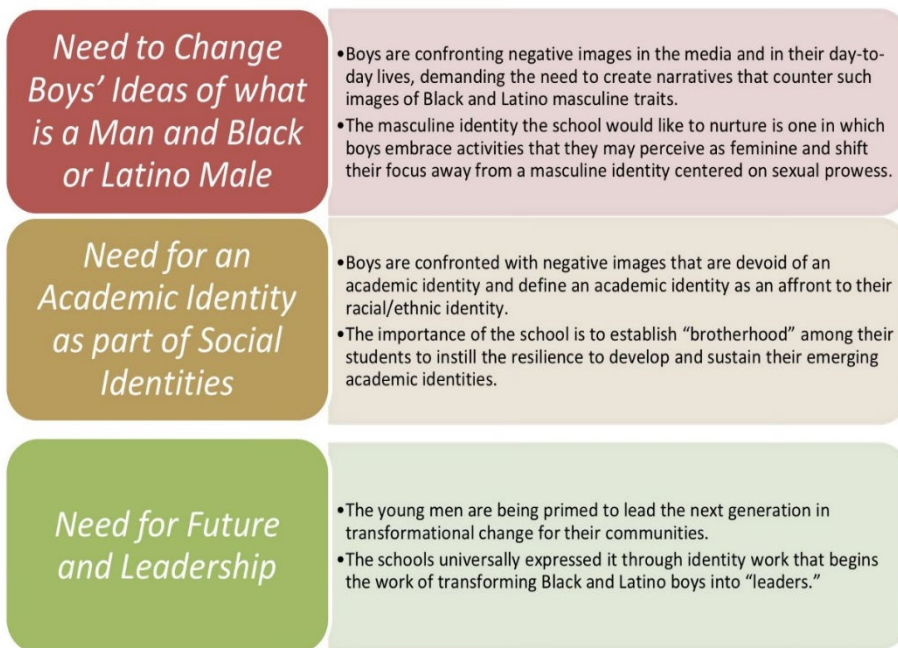 Need to Change
Boys' Ideas of what
is a Man and Black
or Latino Male
•Boys are confronting negative images in the media and in their day-to-
day lives, demanding the need to create narratives that counter such
images of Black and Latino masculine traits.
•The masculine identity the school would like to nurture is one in which
boys embrace activities that they may perceive as feminine and shift
their focus away from a masculine identity centered on sexual prowess.
Need for an
Academic Identity
as part of Social
Identities
•Boys are confronted with negative images that are devoid of an
academic identity and define an academic identity as an affront to their
racial/ethnic identity.
•The importance of the school is to establish “brotherhood” among their
students to instill the resilience to develop and sustain their emerging
academic identities.
Need for Future
and Leadership
•The young men are being primed to lead the next generation in
transformational change for their communities.
•The schools universally expressed it through identity work that begins
the work of transforming Black and Latino boys into “leaders.”